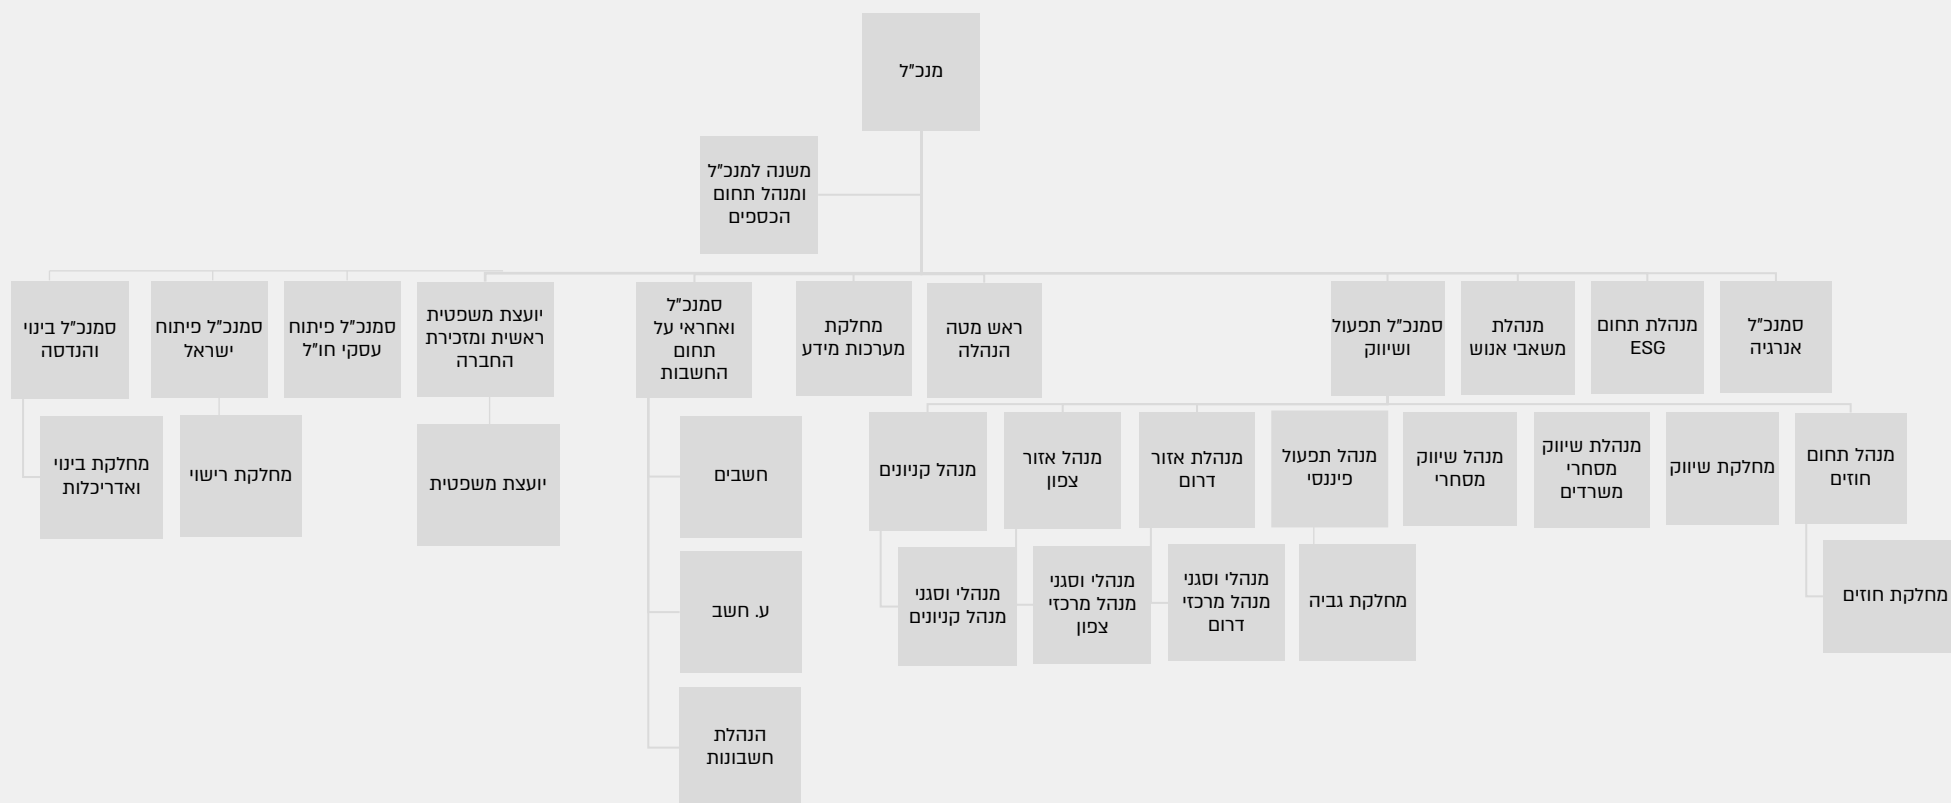 מנכ"ל
משנה למנכ"ל
ומנהל תחום
הכספים
סמנכ"ל
אנרגיה
מנהלת תחום
ESG
מנהלת
משאבי אנוש
סמנכ"ל תפעול
ושיווק
ראש מטה
הנהלה
מחלקת
מערכות מידע
סמנכ"ל
ואחראי על
תחום
החשבות
יועצת משפטית
ראשית ומזכירת
החברה
סמנכ"ל פיתוח
עסקי חו"ל
סמנכ"ל פיתוח
ישראל
סמנכ"ל בינוי
והנדסה
מנהל תחום
חוזים
מחלקת שיווק
מנהלת שיווק
מסחרי
משרדים
מנהל שיווק
מסחרי
מנהל תפעול
פיננסי
מנהלת אזור
דרום
מנהל אזור
צפון
מנהל קניונים
חשבים
יועצת משפטית
מחלקת רישוי
מחלקת בינוי
ואדריכלות
מחלקת חוזים
מחלקת גביה
מנהלי וסגני
מנהל מרכזי
דרום
מנהלי וסגני
מנהל מרכזי
צפון
מנהלי וסגני
מנהל קניונים
ע. חשב
הנהלת
חשבונות